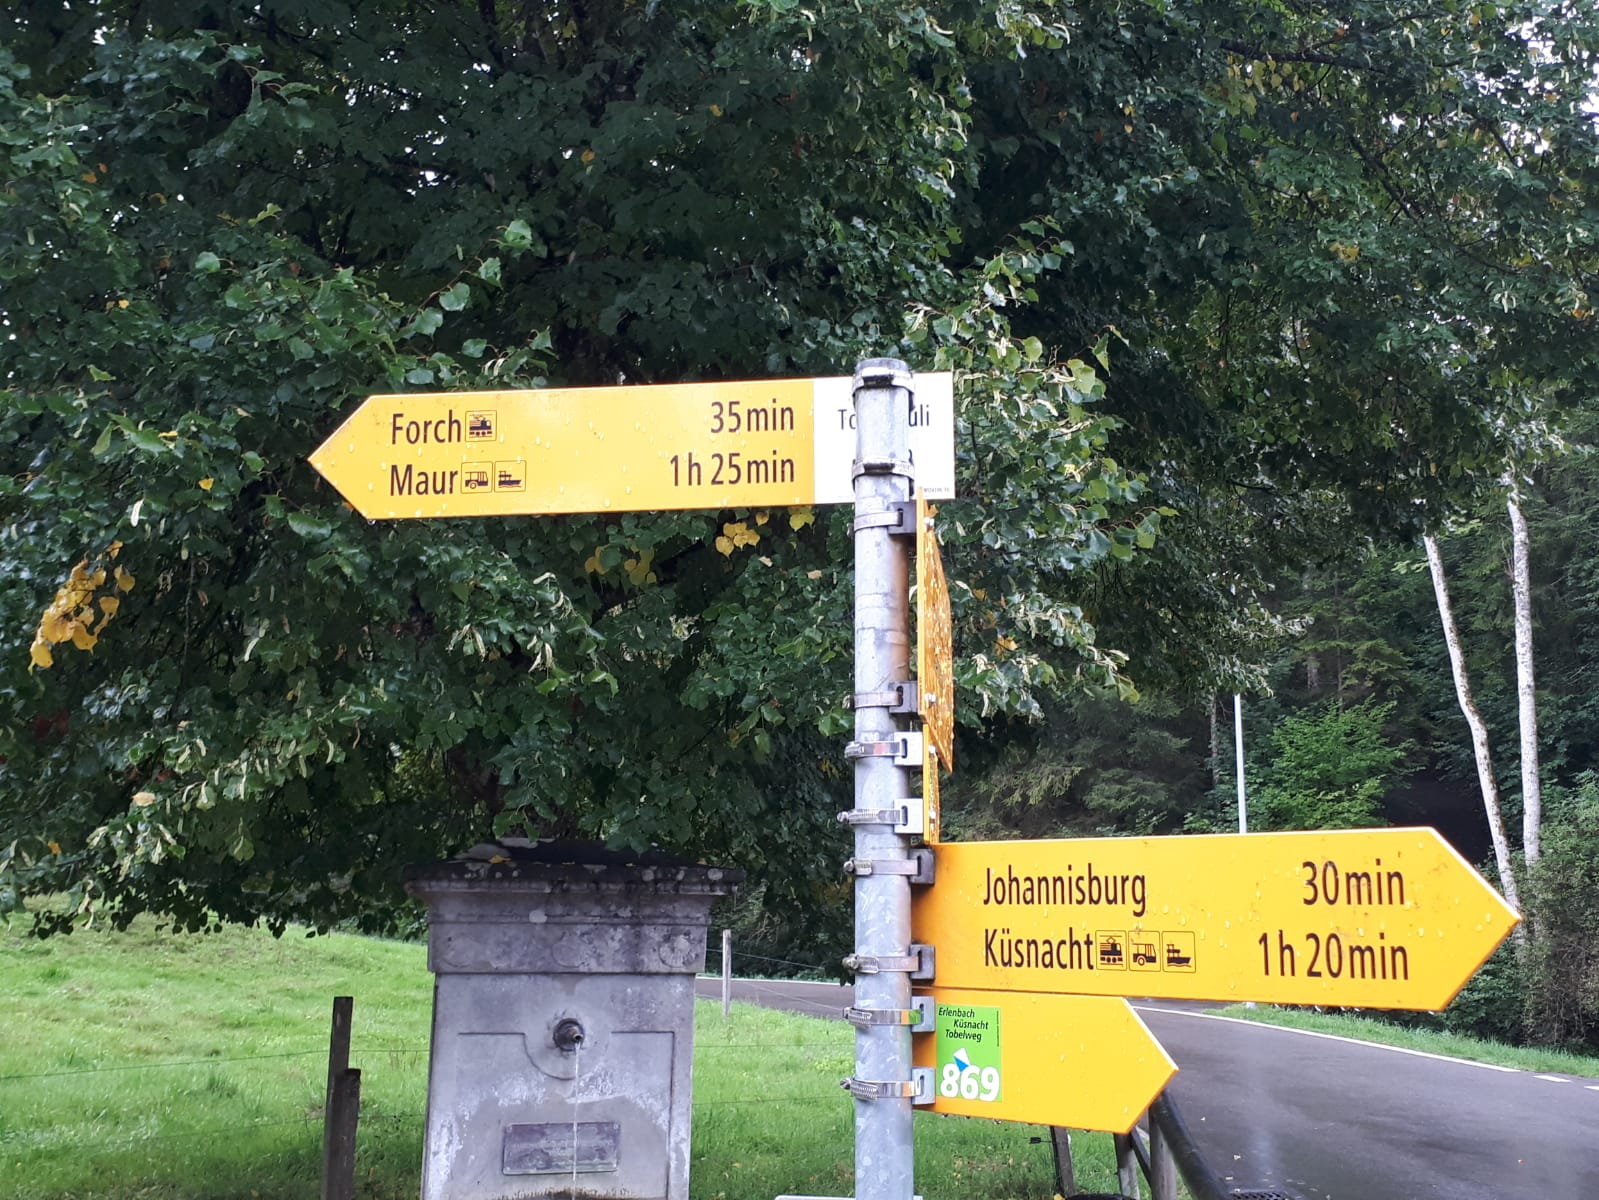 Forch 35min
Maur 1h 25min
Johannisburg 30min
Küsnacht 1h 20min
Erlenbach
Küsnacht
Tobelweg
869